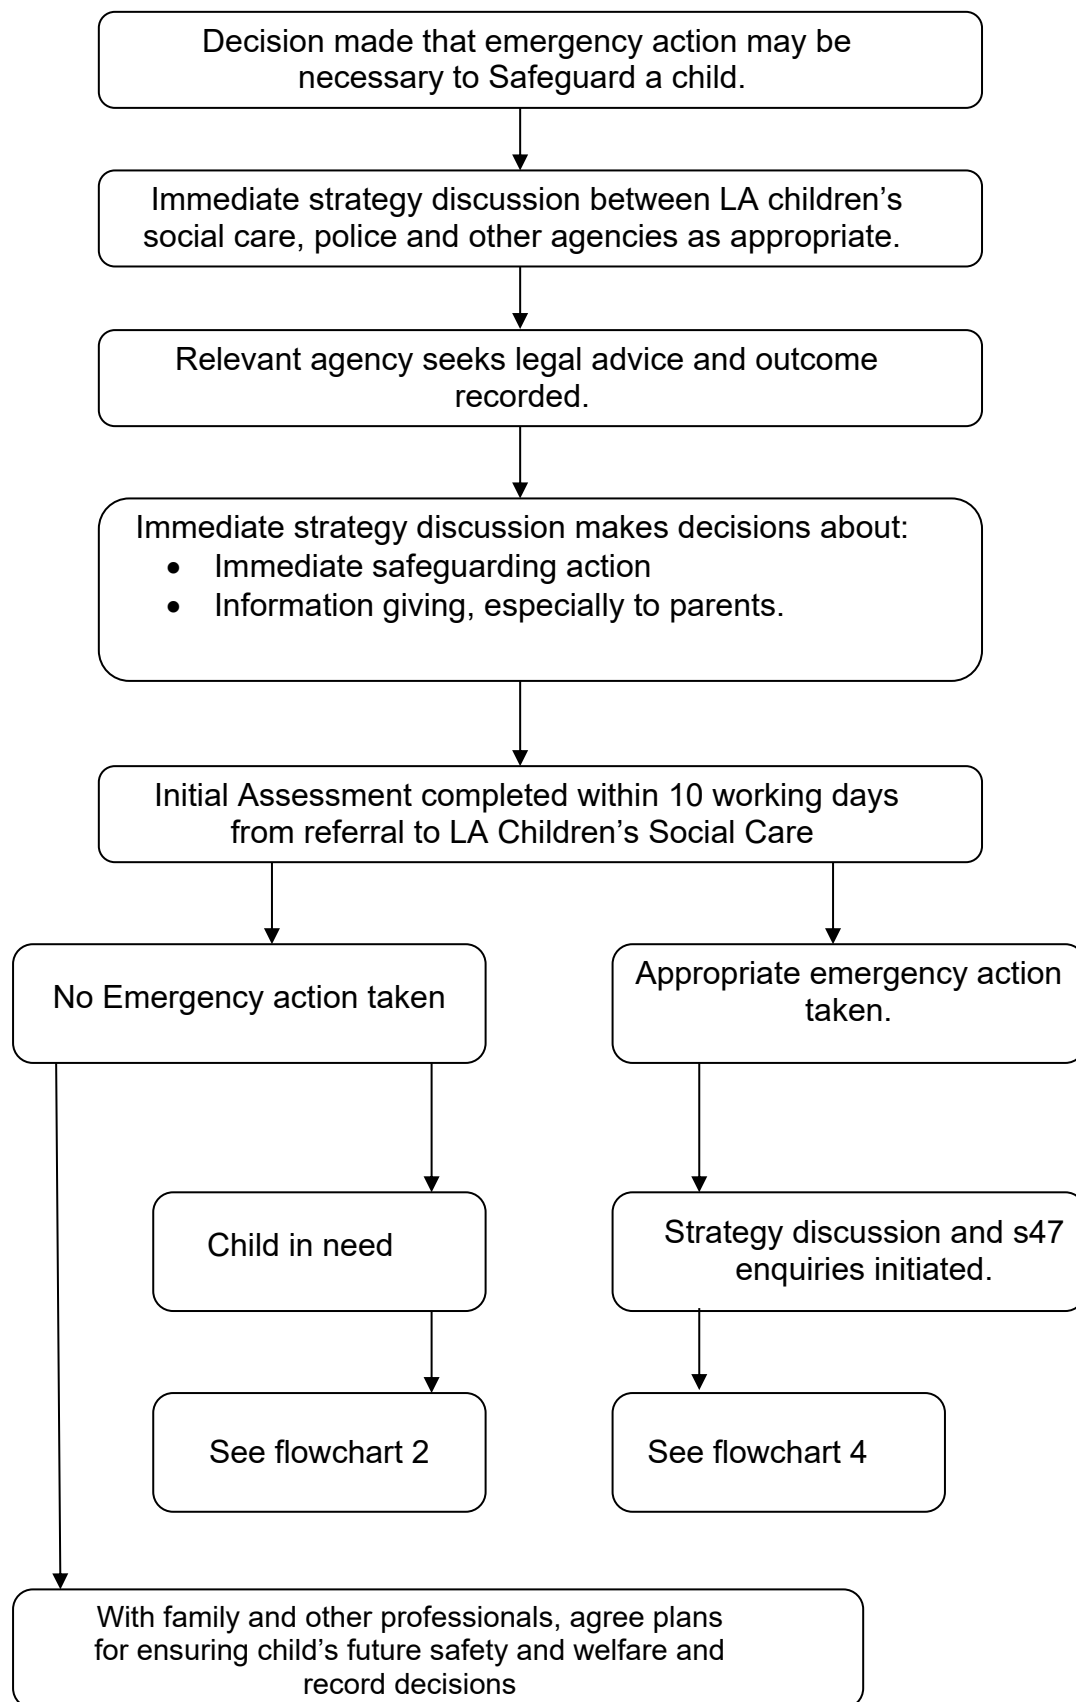 Decision made that emergency action may be
necessary to Safeguard a child.
Immediate strategy discussion between LA children’s
social care, police and other agencies as appropriate.
Relevant agency seeks legal advice and outcome
recorded.
Immediate strategy discussion makes decisions about:
• Immediate safeguarding action
• Information giving, especially to parents.
Initial Assessment completed within 10 working days
from referral to LA Children’s Social Care
No Emergency action taken
Appropriate emergency action
taken.
Child in need
Strategy discussion and s47
enquiries initiated.
See flowchart 2
See flowchart 4
With family and other professionals, agree plans
for ensuring child’s future safety and welfare and
record decisions